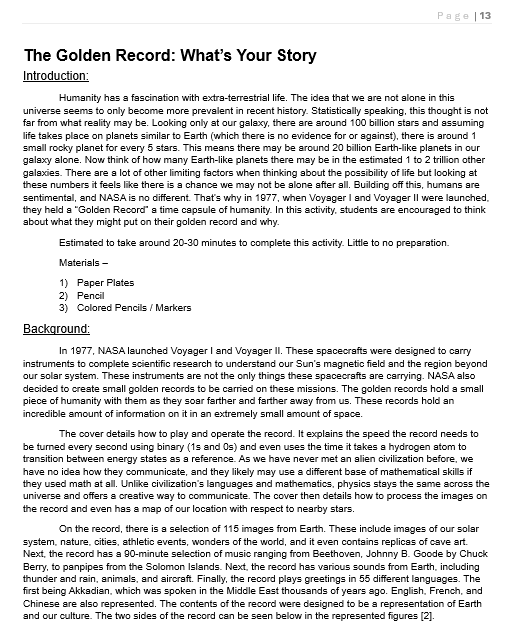 Page | 13
The Golden Record: What's Your Story
Introduction:
Humanity has a fascination with extra-terrestrial life. The idea that we are not alone in this
universe seems to only become more prevalent in recent history. Statistically speaking, this thought is not
far from what reality may be. Looking only at our galaxy, there are around 100 billion stars and assuming
life takes place on planets similar to Earth (which there is no evidence for or against), there is around 1
small rocky planet for every 5 stars. This means there may be around 20 billion Earth-like planets in our
galaxy alone. Now think of how many Earth-like planets there may be in the estimated 1 to 2 trillion other
galaxies. There are a lot of other limiting factors when thinking about the possibility of life but looking at
these numbers it feels like there is a chance we may not be alone after all. Building off this, humans are
sentimental, and NASA is no different. That's why in 1977, when Voyager I and Voyager II were launched,
they held a "Golden Record" a time capsule of humanity. In this activity, students are encouraged to think
about what they might put on their golden record and why.
Estimated to take around 20-30 minutes to complete this activity. Little to no preparation.
Materials –
1) Paper Plates
2) Pencil
3) Colored Pencils / Markers
Background:
In 1977, NASA launched Voyager I and Voyager II. These spacecrafts were designed to carry
instruments to complete scientific research to understand our Sun's magnetic field and the region beyond
our solar system. These instruments are not the only things these spacecrafts are carrying. NASA also
decided to create small golden records to be carried on these missions. The golden records hold a small
piece of humanity with them as they soar farther and farther away from us. These records hold an
incredible amount of information on it in an extremely small amount of space.
The cover details how to play and operate the record. It explains the speed the record needs to
be turned every second using binary (1s and 0s) and even uses the time it takes a hydrogen atom to
transition between energy states as a reference. As we have never met an alien civilization before, we
have no idea how they communicate, and they likely may use a different base of mathematical skills if
they used math at all. Unlike civilization's languages and mathematics, physics stays the same across the
universe and offers a creative way to communicate. The cover then details how to process the images on
the record and even has a map of our location with respect to nearby stars.
On the record, there is a selection of 115 images from Earth. These include images of our solar
system, nature, cities, athletic events, wonders of the world, and it even contains replicas of cave art.
Next, the record has a 90-minute selection of music ranging from Beethoven, Johnny B. Goode by Chuck
Berry, to panpipes from the Solomon Islands. Next, the record has various sounds from Earth, including
thunder and rain, animals, and aircraft. Finally, the record plays greetings in 55 different languages. The
first being Akkadian, which was spoken in the Middle East thousands of years ago. English, French, and
Chinese are also represented. The contents of the record were designed to be a representation of Earth
and our culture. The two sides of the record can be seen below in the represented figures [2].